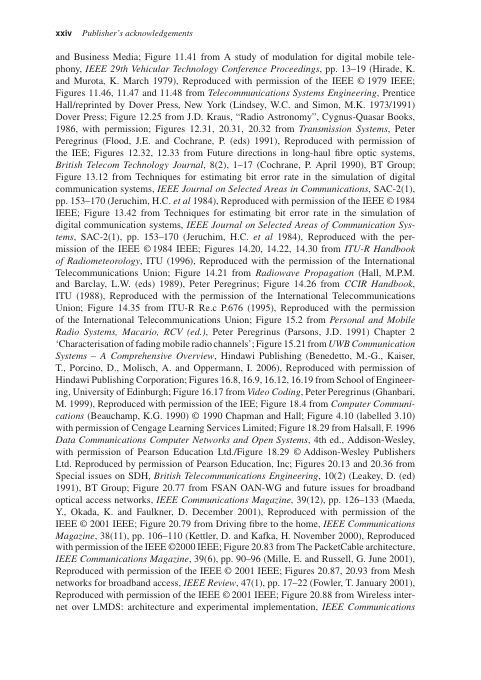 xxiv Publisher's acknowledgements
and Business Media; Figure 11.41 from A study of modulation for digital mobile tele-
phony, IEEE 29th Vehicular Technology Conference Proceedings, pp. 13–19 (Hirade, K.
and Murota, K. March 1979), Reproduced with permission of the IEEE © 1979 IEEE;
Figures 11.46, 11.47 and 11.48 from Telecommunications Systems Engineering, Prentice
Hall/reprinted by Dover Press, New York (Lindsey, W.C. and Simon, M.K. 1973/1991)
Dover Press; Figure 12.25 from J.D. Kraus, "Radio Astronomy", Cygnus-Quasar Books,
1986, with permission; Figures 12.31, 20.31, 20.32 from Transmission Systems, Peter
Peregrinus (Flood, J.E. and Cochrane, P. (eds) 1991), Reproduced with permission of
the IEE; Figures 12.32, 12.33 from Future directions in long-haul fibre optic systems,
British Telecom Technology Journal, 8(2), 1–17 (Cochrane, P. April 1990), BT Group;
Figure 13.12 from Techniques for estimating bit error rate in the simulation of digital
communication systems, IEEE Journal on Selected Areas in Communications, SAC-2(1),
pp. 153–170 (Jeruchim, H.C. et al 1984), Reproduced with permission of the IEEE © 1984
IEEE; Figure 13.42 from Techniques for estimating bit error rate in the simulation of
digital communication systems, IEEE Journal on Selected Areas of Communication Sys-
tems, SAC-2(1), pp. 153–170 (Jeruchim, H.C. et al 1984), Reproduced with the per-
mission of the IEEE © 1984 IEEE; Figures 14.20, 14.22, 14.30 from ITU-R Handbook
of Radiometeorology, ITU (1996), Reproduced with the permission of the International
Telecommunications Union; Figure 14.21 from Radiowave Propagation (Hall, M.P.M.
and Barclay, L.W. (eds) 1989), Peter Peregrinus; Figure 14.26 from CCIR Handbook,
ITU (1988), Reproduced with the permission of the International Telecommunications
Union; Figure 14.35 from ITU-R Re.c P.676 (1995), Reproduced with the permission
of the International Telecommunications Union; Figure 15.2 from Personal and Mobile
Radio Systems, Macario, RCV (ed.), Peter Peregrinus (Parsons, J.D. 1991) Chapter 2
'Characterisation of fading mobile radio channels'; Figure 15.21 from UWB Communication
Systems – A Comprehensive Overview, Hindawi Publishing (Benedetto, M.-G., Kaiser,
T., Porcino, D., Molisch, A. and Oppermann, I. 2006), Reproduced with permission of
Hindawi Publishing Corporation; Figures 16.8, 16.9, 16.12, 16.19 from School of Engineer-
ing, University of Edinburgh; Figure 16.17 from Video Coding, Peter Peregrinus (Ghanbari,
M. 1999), Reproduced with permission of the IEE; Figure 18.4 from Computer Communi-
cations (Beauchamp, K.G. 1990) © 1990 Chapman and Hall; Figure 4.10 (labelled 3.10)
with permission of Cengage Learning Services Limited; Figure 18.29 from Halsall, F. 1996
Data Communications Computer Networks and Open Systems, 4th ed., Addison-Wesley,
with permission of Pearson Education Ltd./Figure 18.29 © Addison-Wesley Publishers
Ltd. Reproduced by permission of Pearson Education, Inc; Figures 20.13 and 20.36 from
Special issues on SDH, British Telecommunications Engineering, 10(2) (Leakey, D. (ed)
1991), BT Group; Figure 20.77 from FSAN OAN-WG and future issues for broadband
optical access networks, IEEE Communications Magazine, 39(12), pp. 126–133 (Maeda,
Y., Okada, K. and Faulkner, D. December 2001), Reproduced with permission of the
IEEE © 2001 IEEE; Figure 20.79 from Driving fibre to the home, IEEE Communications
Magazine, 38(11), pp. 106–110 (Kettler, D. and Kafka, H. November 2000), Reproduced
with permission of the IEEE ©2000 IEEE; Figure 20.83 from The PacketCable architecture,
IEEE Communications Magazine, 39(6), pp. 90–96 (Mille, E. and Russell, G. June 2001),
Reproduced with permission of the IEEE © 2001 IEEE; Figures 20.87, 20.93 from Mesh
networks for broadband access, IEEE Review, 47(1), pp. 17–22 (Fowler, T. January 2001),
Reproduced with permission of the IEEE © 2001 IEEE; Figure 20.88 from Wireless inter-
net over LMDS: architecture and experimental implementation, IEEE Communications